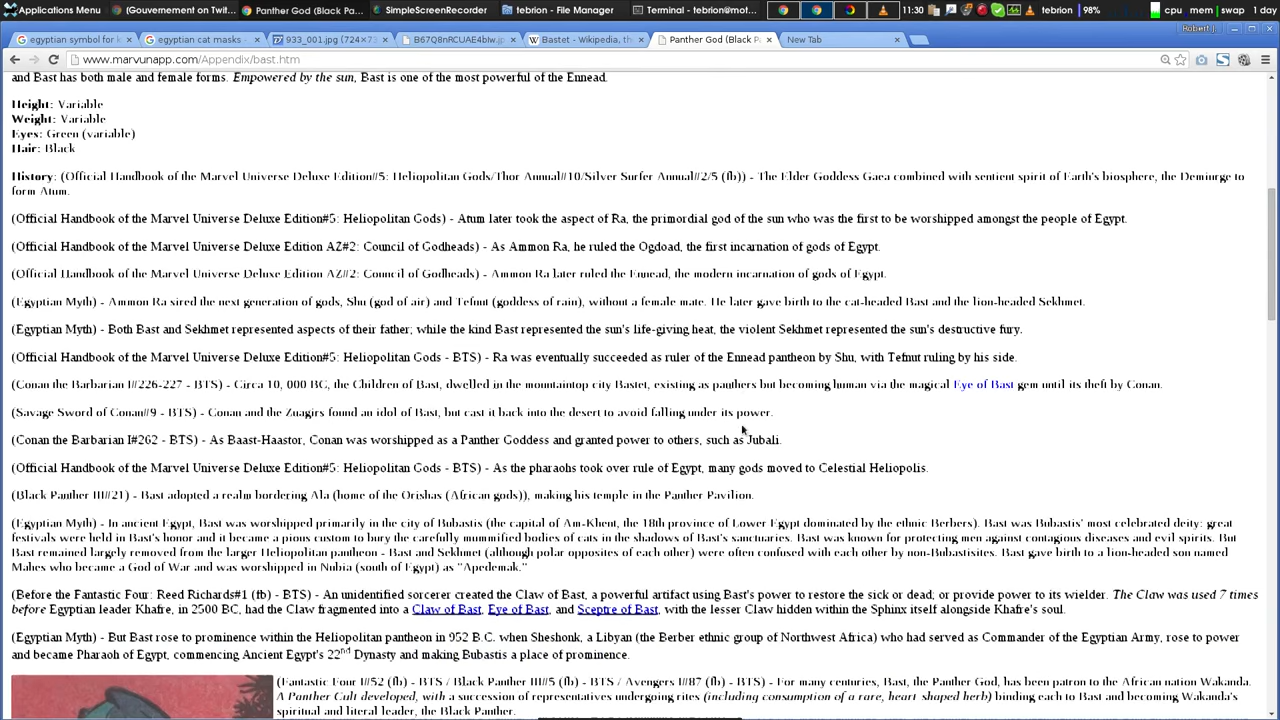 Applications Menu
(Gouvernement on Twit...
Panther God (Black Pa...
SimpleScreenRecorder
tebrion - File Manager
Terminal - tebrion@mot...
11:30
tebrion
98%
cpu mem swap 1 day
egyptian symbol for k
egyptian cat masks -
933_001.jpg (724×73
B67Q8nRCUAE4blw.jp
Bastet - Wikipedia, the
Panther God (Black P
New Tab
Robert J.
www.marvunapp.com/Appendix/bast.htm
and Bast has both male and female forms. Empowered by the sun, Bast is one of the most powerful of the Ennead.
Height: Variable
Weight: Variable
Eyes: Green (variable)
Hair: Black
History: (Official Handbook of the Marvel Universe Deluxe Edition#5: Heliopolitan Gods/Thor Annual#10/Silver Surfer Annual#2/5 (fb)) - The Elder Goddess Gaea combined with sentient spirit of Earth's biosphere, the Demiurge to
form Atum.
(Official Handbook of the Marvel Universe Deluxe Edition#5: Heliopolitan Gods) - Atum later took the aspect of Ra, the primordial god of the sun who was the first to be worshipped amongst the people of Egypt.
(Official Handbook of the Marvel Universe Deluxe Edition AZ#2: Council of Godheads) - As Ammon Ra, he ruled the Ogdoad, the first incarnation of gods of Egypt.
(Official Handbook of the Marvel Universe Deluxe Edition AZ#2: Council of Godheads) - Ammon Ra later ruled the Ennead, the modern incarnation of gods of Egypt.
(Egyptian Myth) - Ammon Ra sired the next generation of gods, Shu (god of air) and Tefnut (goddess of rain), without a female mate. He later gave birth to the cat-headed Bast and the lion-headed Sekhmet.
(Egyptian Myth) - Both Bast and Sekhmet represented aspects of their father; while the kind Bast represented the sun's life-giving heat, the violent Sekhmet represented the sun's destructive fury.
(Official Handbook of the Marvel Universe Deluxe Edition#5: Heliopolitan Gods - BTS) - Ra was eventually succeeded as ruler of the Ennead pantheon by Shu, with Tefnut ruling by his side.
(Conan the Barbarian I#226-227 - BTS) - Circa 10, 000 BC, the Children of Bast, dwelled in the mountaintop city Bastet, existing as panthers but becoming human via the magical Eye of Bast gem until its theft by Conan.
(Savage Sword of Conan#9 - BTS) - Conan and the Zuagirs found an idol of Bast, but cast it back into the desert to avoid falling under its power.
(Conan the Barbarian I#262 - BTS) - As Baast-Haastor, Conan was worshipped as a Panther Goddess and granted power to others, such as Jubali.
(Official Handbook of the Marvel Universe Deluxe Edition#5: Heliopolitan Gods - BTS) - As the pharaohs took over rule of Egypt, many gods moved to Celestial Heliopolis.
(Black Panther III#21) - Bast adopted a realm bordering Ala (home of the Orishas (African gods)), making his temple in the Panther Pavilion.
(Egyptian Myth) - In ancient Egypt, Bast was worshipped primarily in the city of Bubastis (the capital of Am-Khent, the 18th province of Lower Egypt dominated by the ethnic Berbers). Bast was Bubastis' most celebrated deity: great
festivals were held in Bast's honor and it became a pious custom to bury the carefully mummified bodies of cats in the shadows of Bast's sanctuaries. Bast was known for protecting men against contagious diseases and evil spirits. But
Bast remained largely removed from the larger Heliopolitan pantheon - Bast and Sekhmet (although polar opposites of each other) were often confused with each other by non-Bubastisites. Bast gave birth to a lion-headed son named
Mahes who became a God of War and was worshipped in Nubia (south of Egypt) as "Apedemak."
(Before the Fantastic Four: Reed Richards#1 (fb) - BTS) - An unidentified sorcerer created the Claw of Bast, a powerful artifact using Bast's power to restore the sick or dead; or provide power to its wielder. The Claw was used 7 times
before Egyptian leader Khafre, in 2500 BC, had the Claw fragmented into a Claw of Bast, Eye of Bast, and Sceptre of Bast, with the lesser Claw hidden within the Sphinx itself alongside Khafre's soul.
(Egyptian Myth) - But Bast rose to prominence within the Heliopolitan pantheon in 952 B.C. when Sheshonk, a Libyan (the Berber ethnic group of Northwest Africa) who had served as Commander of the Egyptian Army, rose to power
and became Pharaoh of Egypt, commencing Ancient Egypt's 22nd Dynasty and making Bubastis a place of prominence.
(Fantastic Four I#52 (fb) - BTS / Black Panther III#5 (fb) - BTS / Avengers I#87 (fb) - BTS) - For many centuries, Bast, the Panther God, has been patron to the African nation Wakanda.
A Panther Cult developed, with a succession of representatives undergoing rites (including consumption of a rare, heart-shaped herb) binding each to Bast and becoming Wakanda's
spiritual and literal leader, the Black Panther.